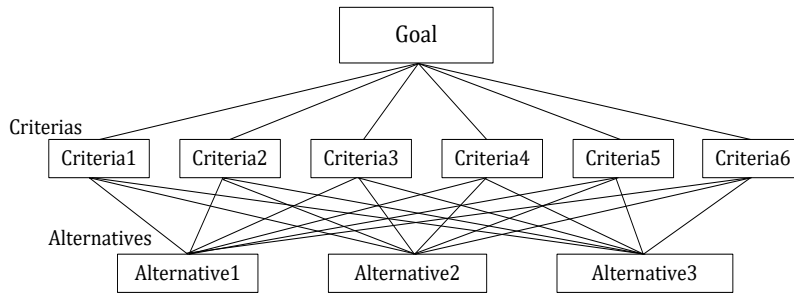 Goal
Criterias
Criteria1
Criteria2
Criteria3
Criteria4
Criteria5
Criteria6
Alternatives
Alternative1
Alternative2
Alternative3